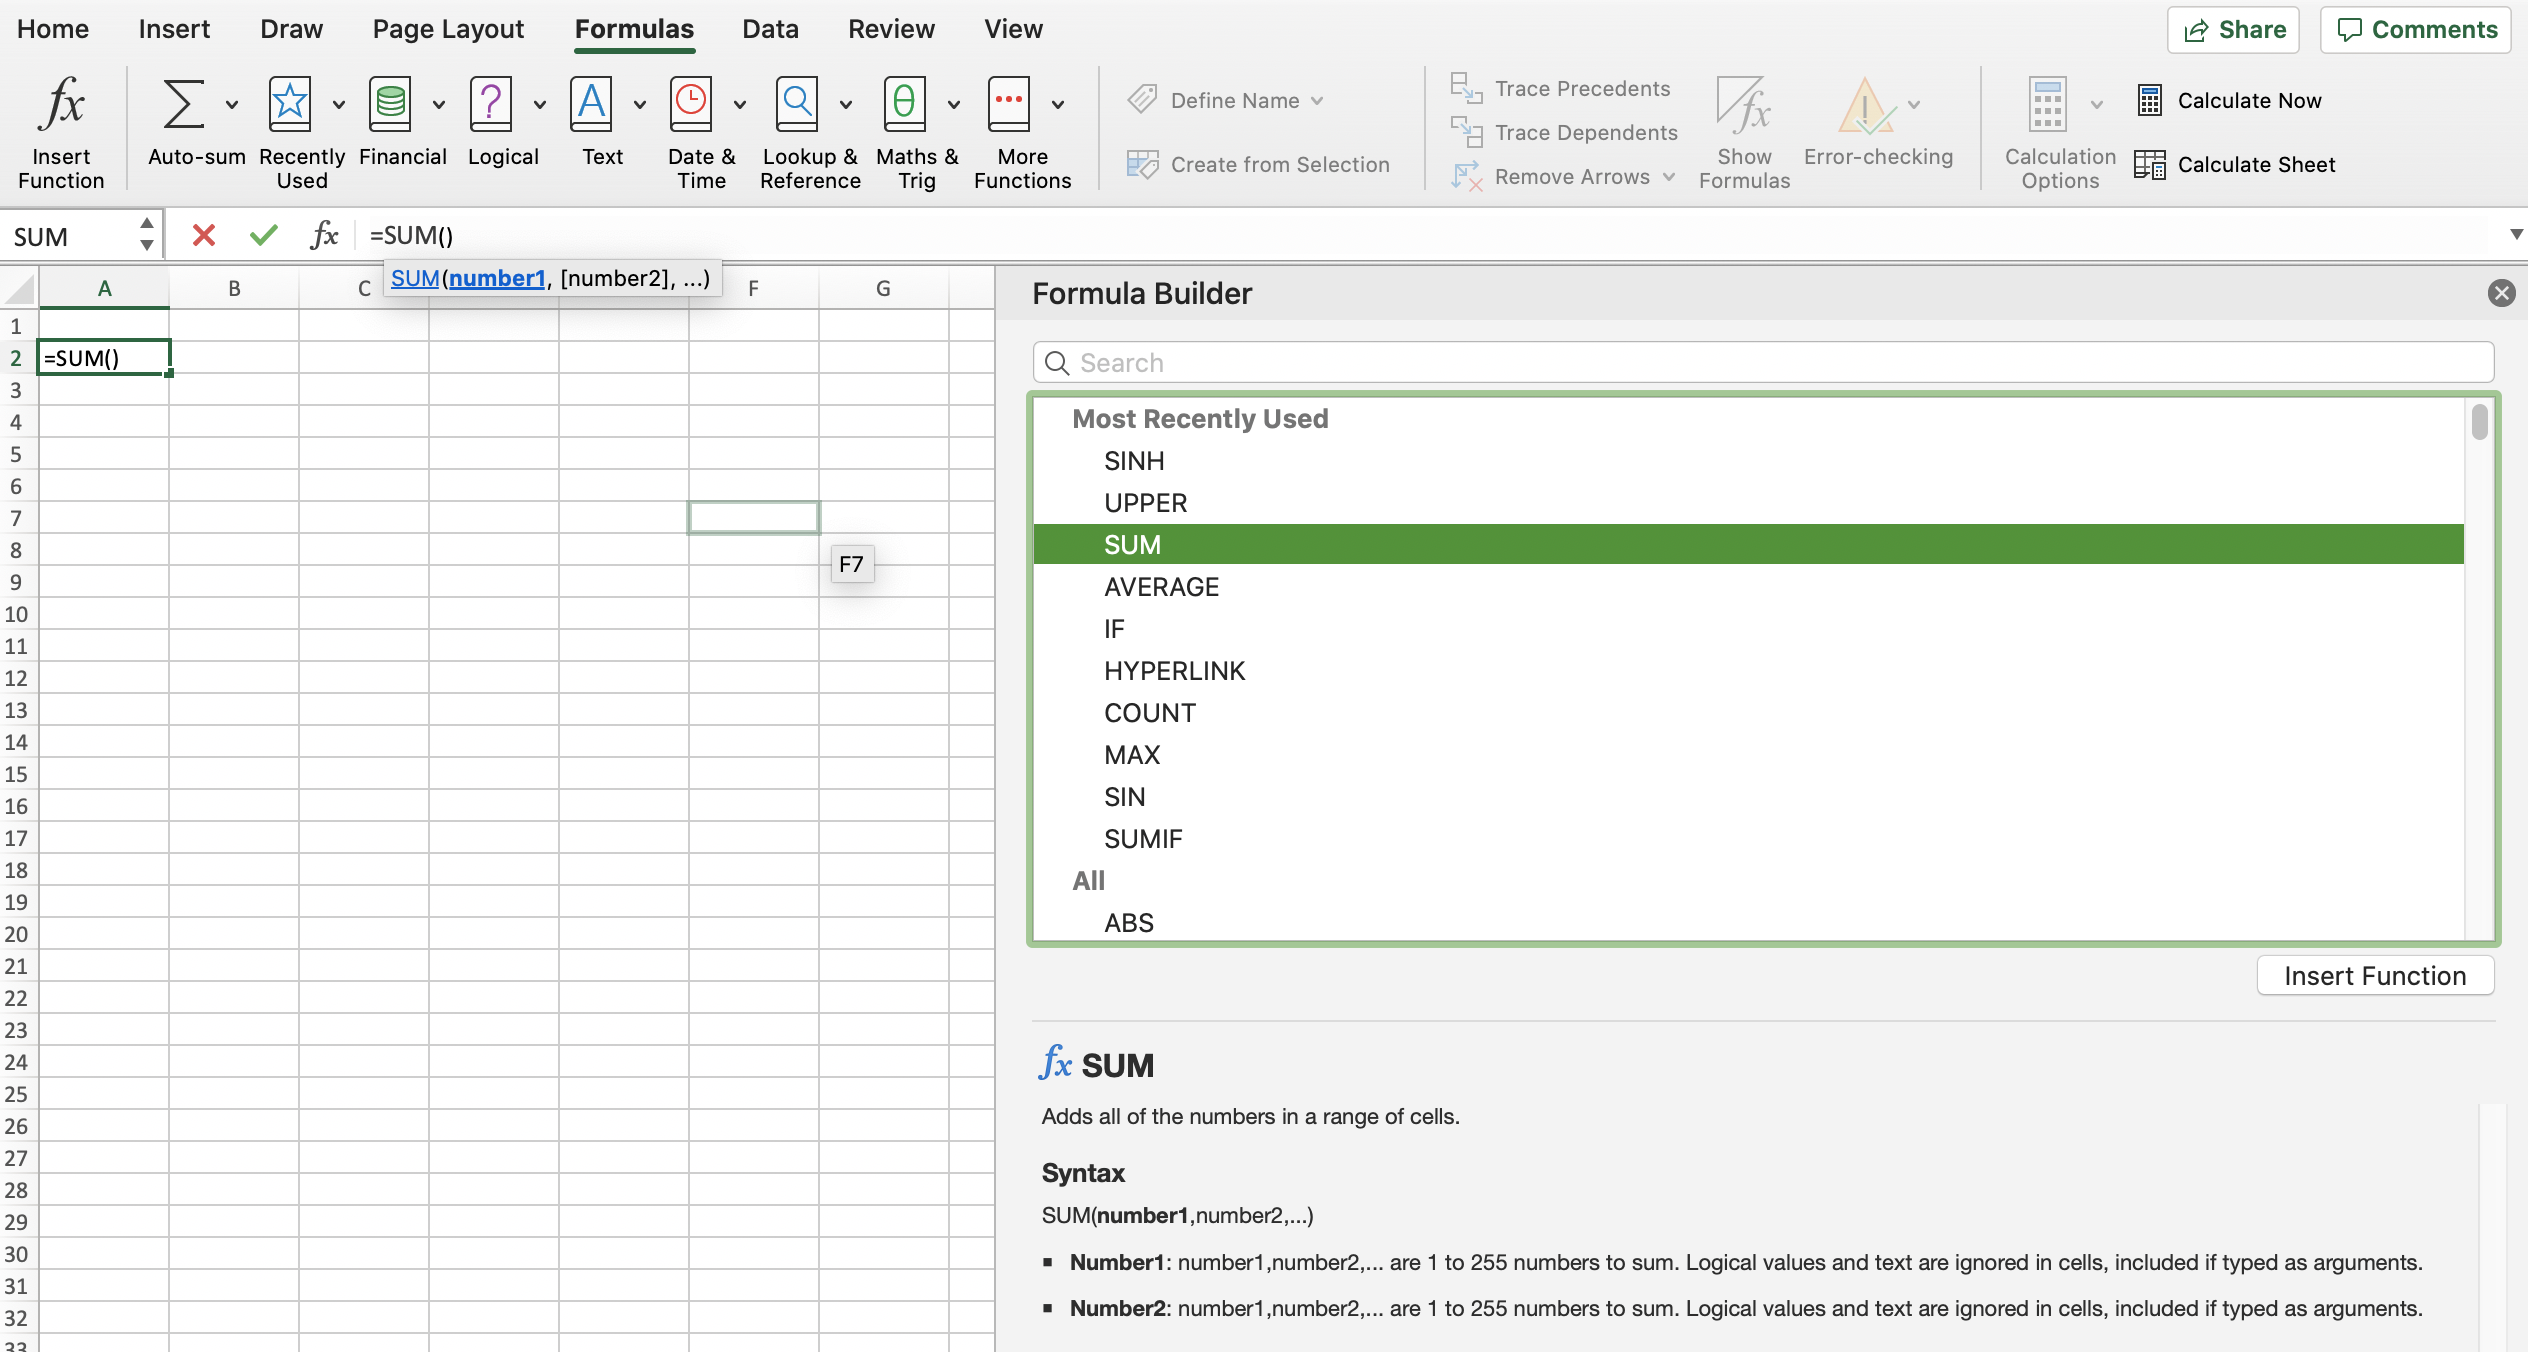 Home Insert Draw Page Layout Formulas Data Review View Share Comments
Insert Function
Auto-sum
Recently Used
Financial
Logical
Text
Date & Time
Lookup & Reference
Maths & Trig
More Functions
Define Name
Create from Selection
Trace Precedents
Trace Dependents
Remove Arrows
Show Formulas
Error-checking
Calculation Options
Calculate Now
Calculate Sheet
SUM fx =SUM()
SUM(number1, [number2], ...)
A B C F G
1
2 =SUM()
3
4
5
6
7
8
F7
9
10
11
12
13
14
15
16
17
18
19
20
21
22
23
24
25
26
27
28
29
30
31
32
33
Formula Builder
Search
Most Recently Used
SINH
UPPER
SUM
AVERAGE
IF
HYPERLINK
COUNT
MAX
SIN
SUMIF
All
ABS
Insert Function
fx SUM
Adds all of the numbers in a range of cells.
Syntax
SUM(number1,number2,...)
▪ Number1: number1,number2,... are 1 to 255 numbers to sum. Logical values and text are ignored in cells, included if typed as arguments.
▪ Number2: number1,number2,... are 1 to 255 numbers to sum. Logical values and text are ignored in cells, included if typed as arguments.